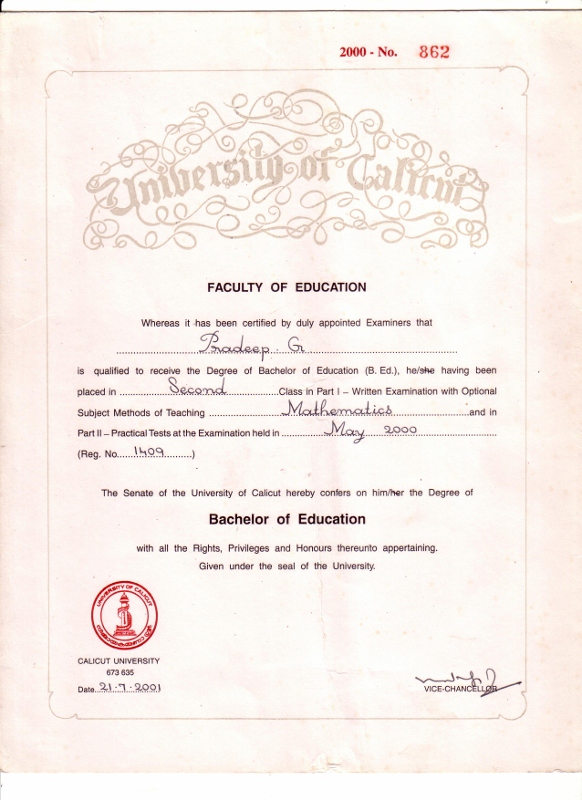 2000 - No. 862
University of Calicut
FACULTY OF EDUCATION
Whereas it has been certified by duly appointed Examiners that
Pradeep. G
is qualified to receive the Degree of Bachelor of Education (B. Ed.), he/she having been
placed in Second Class in Part I – Written Examination with Optional
Subject Methods of Teaching Mathematics and in
Part II – Practical Tests at the Examination held in May 2000
(Reg. No. 1409)
The Senate of the University of Calicut hereby confers on him/her the Degree of
Bachelor of Education
with all the Rights, Privileges and Honours thereunto appertaining.
Given under the seal of the University.
UNIVERSITY OF CALICUT
CALICUT UNIVERSITY
673 635
Date 21-7-2001
VICE-CHANCELLOR